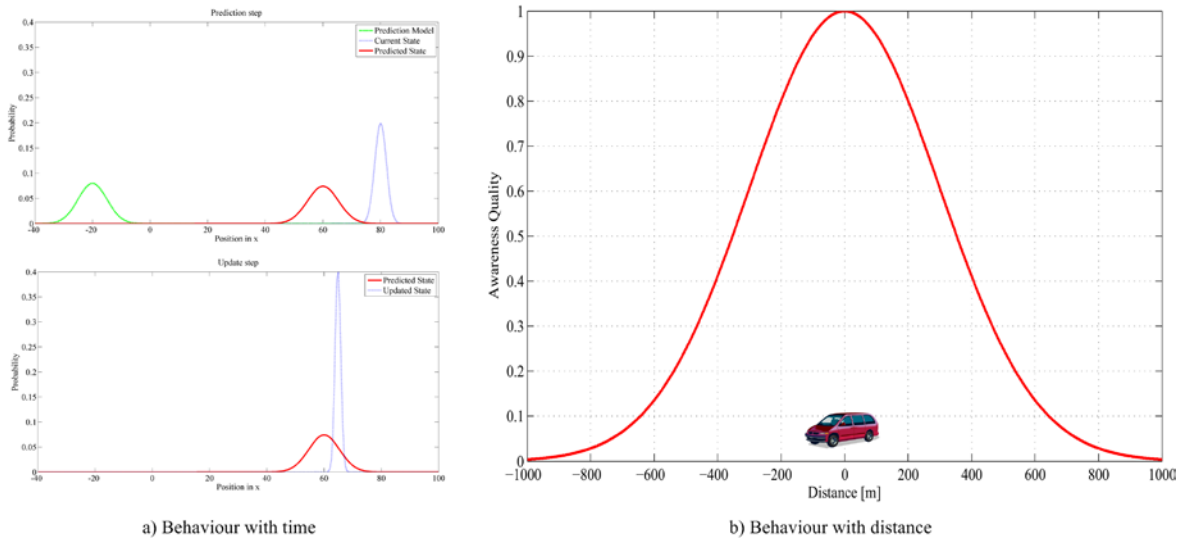 Prediction step
0.4
0.35
0.3
0.25
0.2
0.15
0.1
0.05
0
Probability
Prediction Model
Current State
Predicted State
-40 -20 0 20 40 60 80 100
Position in x
Update step
0.4
0.35
0.3
0.25
0.2
0.15
0.1
0.05
0
Probability
Predicted State
Updated State
-40 -20 0 20 40 60 80 100
Position in x
a) Behaviour with time
1
0.9
0.8
0.7
0.6
0.5
0.4
0.3
0.2
0.1
0
Awareness Quality
−1000 −800 −600 −400 −200 0 200 400 600 800 1000
Distance [m]
b) Behaviour with distance